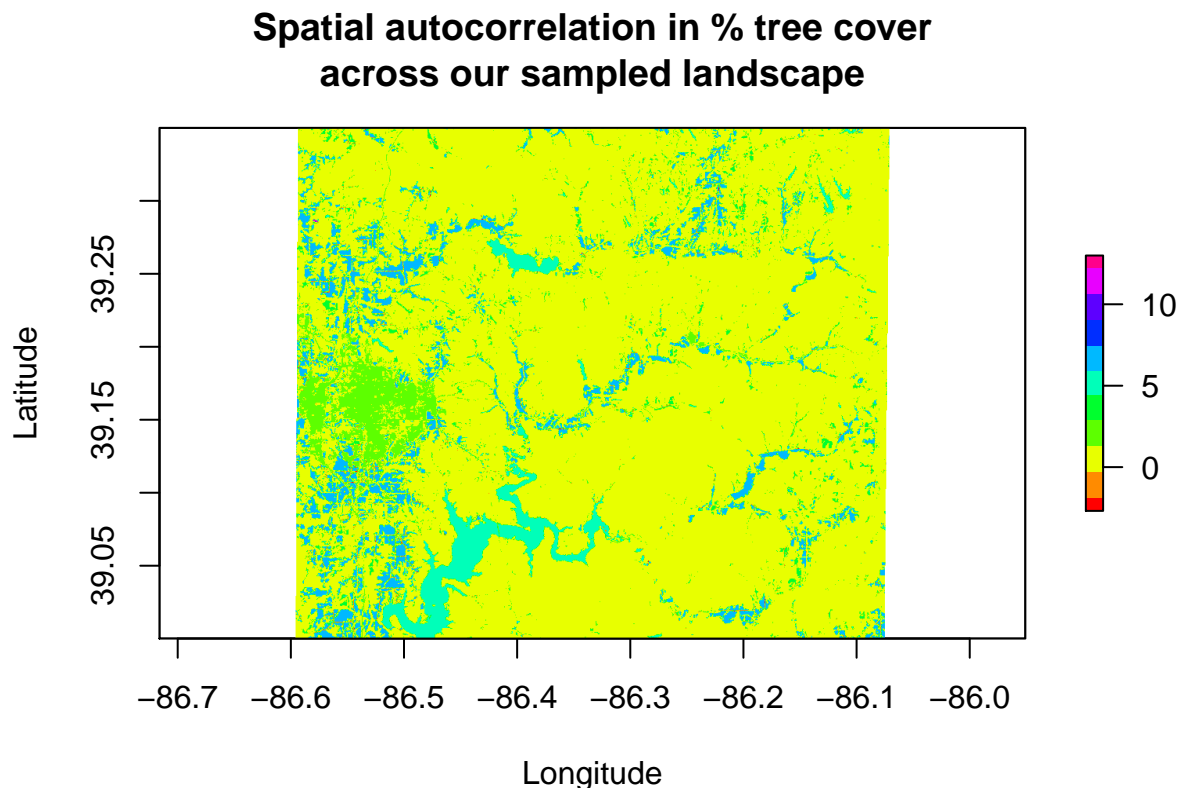 Spatial autocorrelation in % tree cover
across our sampled landscape
Latitude
39.25
39.15
39.05
10
5
0
−86.7 −86.6 −86.5 −86.4 −86.3 −86.2 −86.1 −86.0
Longitude